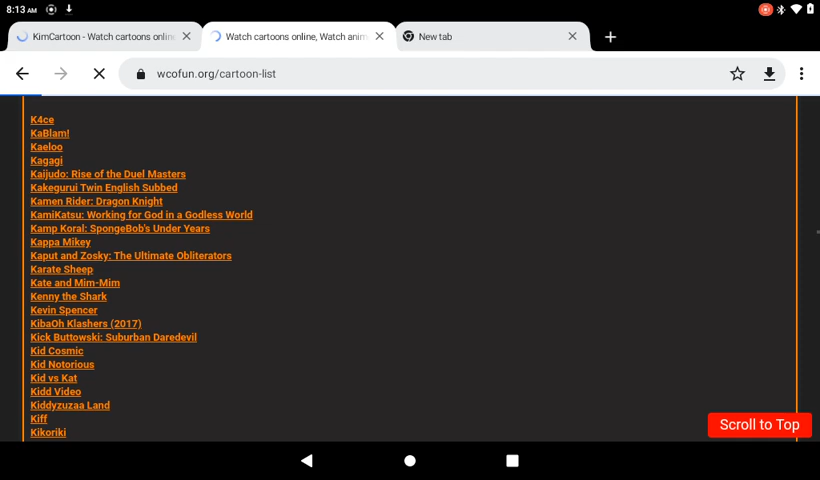 8:13 AM
KimCartoon - Watch cartoons online
Watch cartoons online, Watch anim
New tab
wcofun.org/cartoon-list
K4ce
KaBlam!
Kaeloo
Kagagi
Kaijudo: Rise of the Duel Masters
Kakegurui Twin English Subbed
Kamen Rider: Dragon Knight
KamiKatsu: Working for God in a Godless World
Kamp Koral: SpongeBob's Under Years
Kappa Mikey
Kaput and Zosky: The Ultimate Obliterators
Karate Sheep
Kate and Mim-Mim
Kenny the Shark
Kevin Spencer
KibaOh Klashers (2017)
Kick Buttowski: Suburban Daredevil
Kid Cosmic
Kid Notorious
Kid vs Kat
Kidd Video
Kiddyzuzaa Land
Kiff
Scroll to Top
Kikoriki